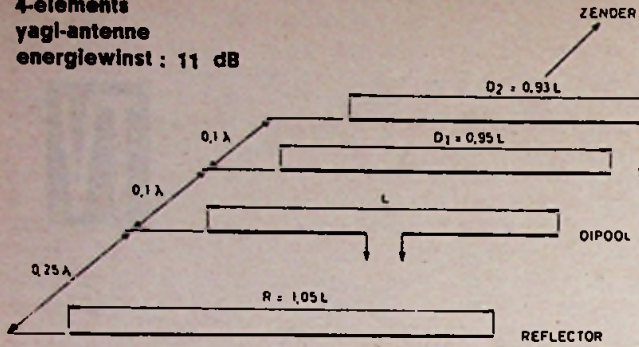 4-elements
yagi-antenne
energiewinst : 11 dB
ZENDER
D2 = 0,93 L
0,1 λ
D1 = 0,95 L
0,1 λ
L
DIPOOL
0,25 λ
R = 1,05 L
REFLECTOR